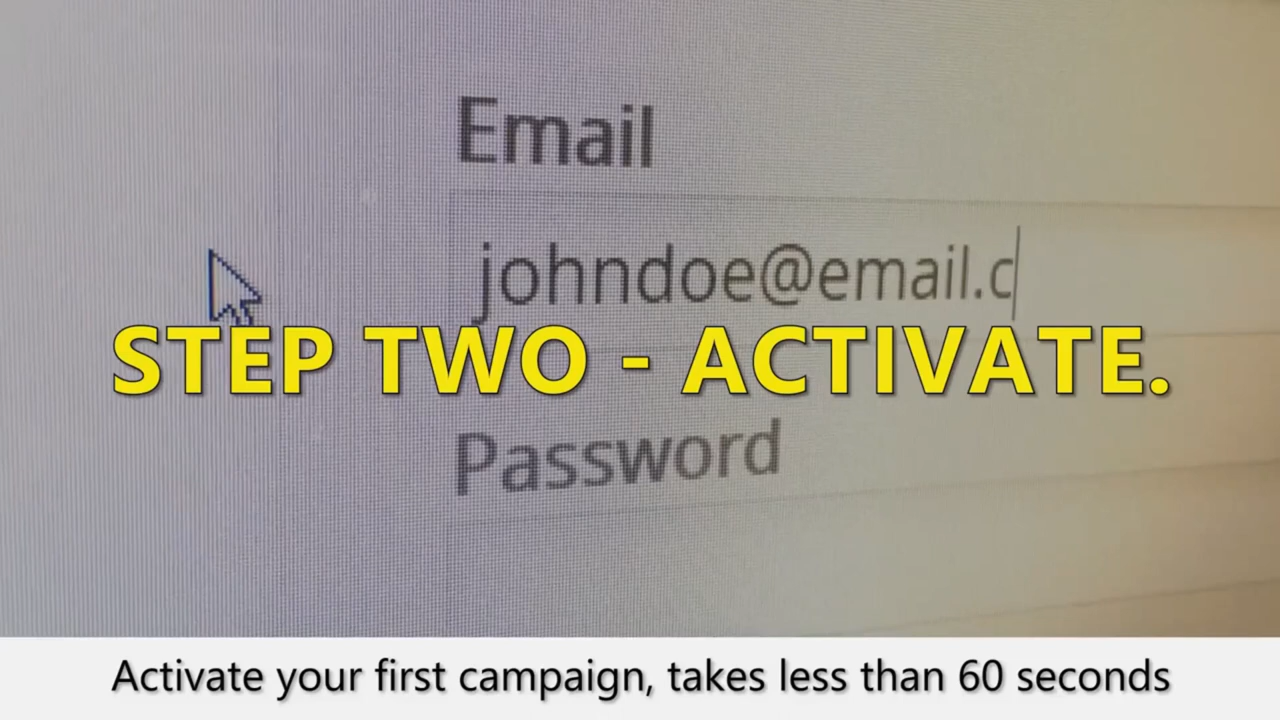 Email
johndoe@email.c
STEP TWO - ACTIVATE.
Password
Activate your first campaign, takes less than 60 seconds